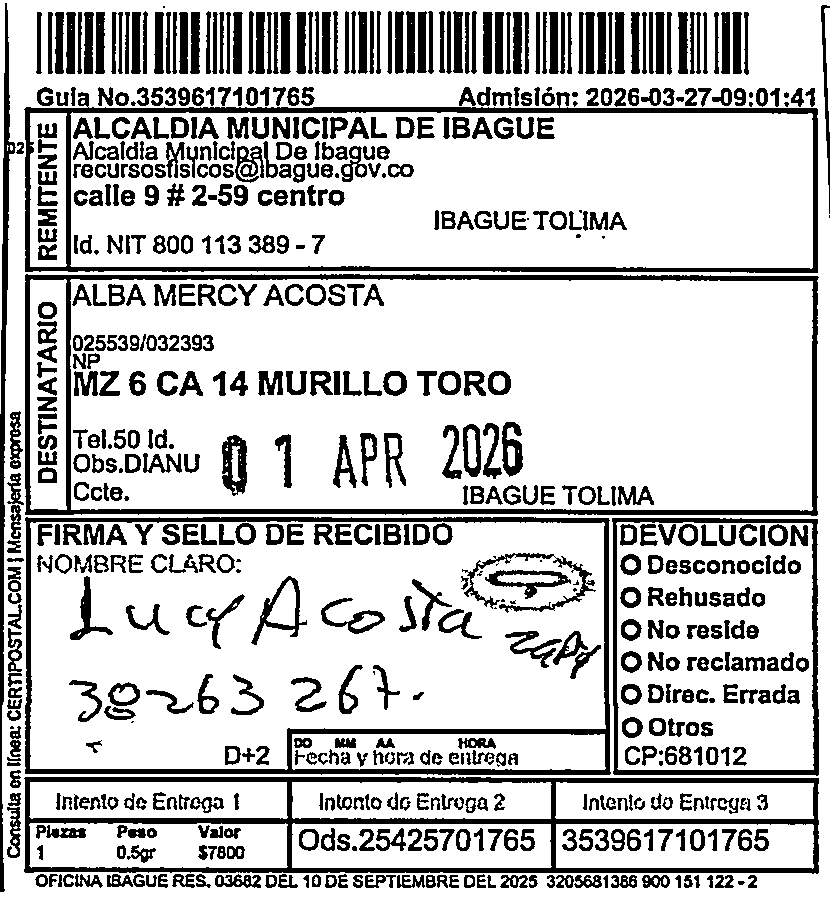 Guia No.3539617101765 Admisión: 2026-03-27-09:01:41
REMITENTE
ALCALDIA MUNICIPAL DE IBAGUE
Alcaldia Municipal De Ibague
recursosfisicos@ibague.gov.co
calle 9 # 2-59 centro
IBAGUE TOLIMA
Id. NIT 800 113 389 - 7
DESTINATARIO
ALBA MERCY ACOSTA
025539/032393
NP
MZ 6 CA 14 MURILLO TORO
Tel.50 Id.
Obs.DIANU
01 APR 2026
Ccte.
IBAGUE TOLIMA
Consulta en línea: CERTIPOSTAL.COM | Mensajería expresa
FIRMA Y SELLO DE RECIBIDO
NOMBRE CLARO:
Lucy Acosta
38263 267.
D+2
DD MM AA HORA
Fecha y hora de entrega
DEVOLUCION
Desconocido
Rehusado
No reside
No reclamado
Direc. Errada
Otros
CP:681012
Intento de Entrega 1 Intento de Entrega 2 Intento de Entrega 3
Piezas Peso Valor
1 0.5gr $7800
Ods.25425701765 3539617101765
OFICINA IBAGUE RES. 03682 DEL 10 DE SEPTIEMBRE DEL 2025 3205681386 900 151 122 - 2